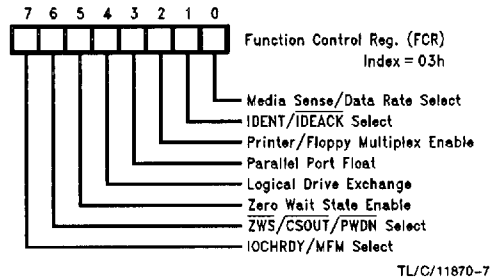 7 6 5 4 3 2 1 0
Function Control Reg. (FCR)
Index = 03h
Media Sense/Data Rate Select
IDENT/IDEACK Select
Printer/Floppy Multiplex Enable
Parallel Port Float
Logical Drive Exchange
Zero Wait State Enable
ZWS/CSOUT/PWDN Select
IOCHRDY/MFM Select
TL/C/11870-7